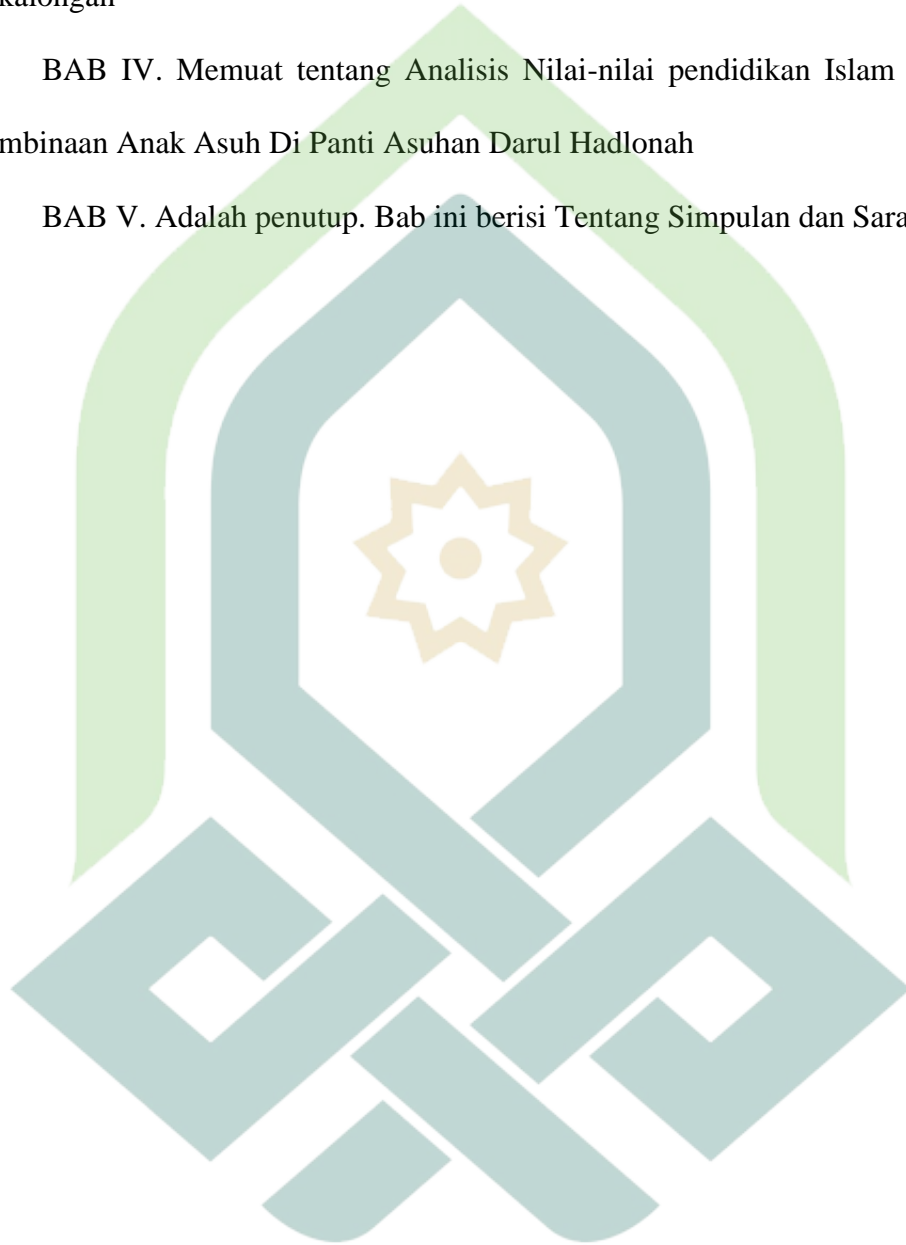 kalongan
BAB IV. Memuat tentang Analisis Nilai-nilai pendidikan Islam
mbinaan Anak Asuh Di Panti Asuhan Darul Hadlonah
BAB V. Adalah penutup. Bab ini berisi Tentang Simpulan dan Sara